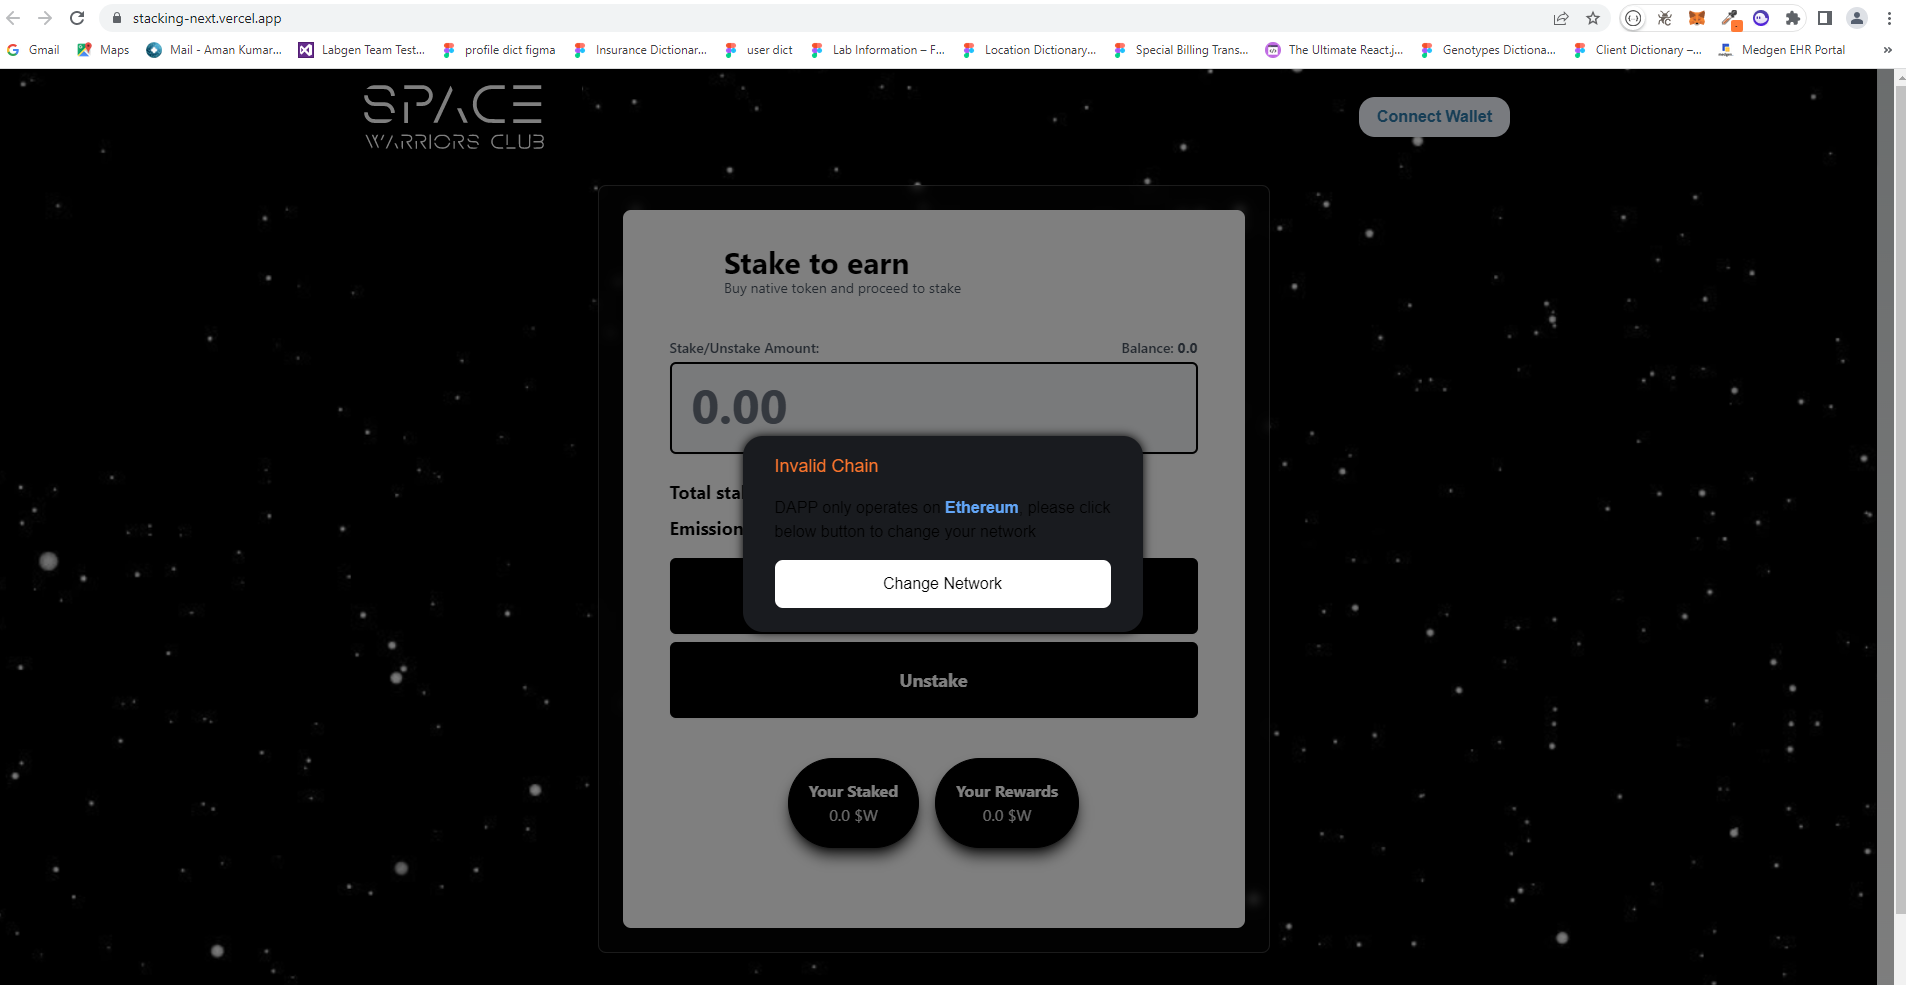 stacking-next.vercel.app
Gmail Maps Mail - Aman Kumar... Labgen Team Test... profile dict figma Insurance Dictionar... user dict Lab Information – F... Location Dictionary... Special Billing Trans... The Ultimate React.j... Genotypes Dictiona... Client Dictionary –... Medgen EHR Portal »
SPACE
WARRIORS CLUB
Connect Wallet
Stake to earn
Buy native token and proceed to stake
Stake/Unstake Amount: Balance: 0.0
0.00
Invalid Chain
DAPP only operates on Ethereum, please click
below button to change your network
Change Network
Total
Emission
Unstake
Your Staked
0.0 $W
Your Rewards
0.0 $W